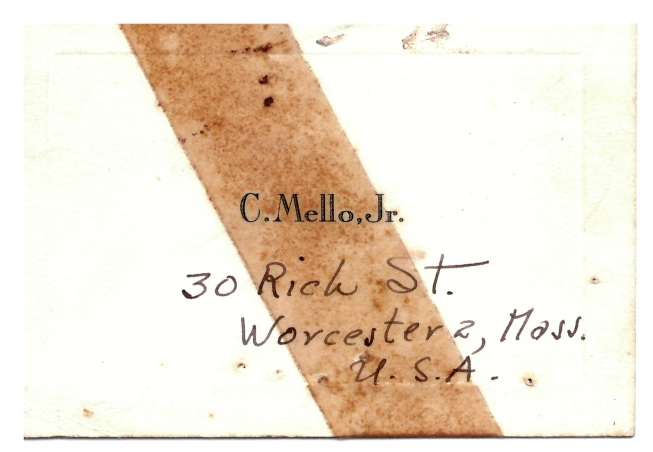 C. Mello, Jr.
30 Rich St.
Worcester 2, Mass.
U. S. A.